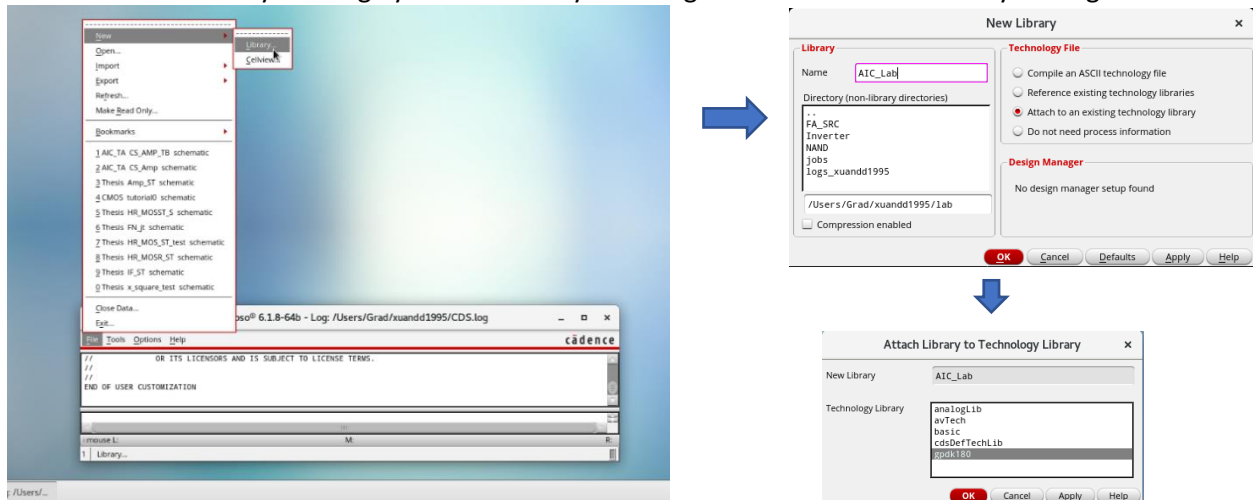 New
Open...
Import
Export
Refresh...
Make Read Only...
Bookmarks
1 AIC_TA CS_AMP_TB schematic
2 AIC_TA CS_Amp schematic
3 Thesis Amp_ST schematic
4 CMOS tutorial0 schematic
5 Thesis HR_MOSST_S schematic
6 Thesis FN_jt schematic
7 Thesis HR_MOS_ST_test schematic
8 Thesis HR_MOSR_ST schematic
9 Thesis IF_ST schematic
0 Thesis x_square_test schematic
Close Data...
Exit...
Library...
Cellview...
oso® 6.1.8-64b - Log: /Users/Grad/xuandd1995/CDS.log
File Tools Options Help
cādence
// OR ITS LICENSORS AND IS SUBJECT TO LICENSE TERMS.
//
//
END OF USER CUSTOMIZATION
mouse L: M: R:
1 Library...
g: /Users/...
New Library
Library
Name AIC_Lab
Directory (non-library directories)
..
FA_SRC
Inverter
NAND
jobs
logs_xuandd1995
/Users/Grad/xuandd1995/lab
Compression enabled
Technology File
Compile an ASCII technology file
Reference existing technology libraries
Attach to an existing technology library
Do not need process information
Design Manager
No design manager setup found
OK Cancel Defaults Apply Help
Attach Library to Technology Library
New Library AIC_Lab
Technology Library
analogLib
avTech
basic
cdsDefTechLib
gpdk180
OK Cancel Apply Help